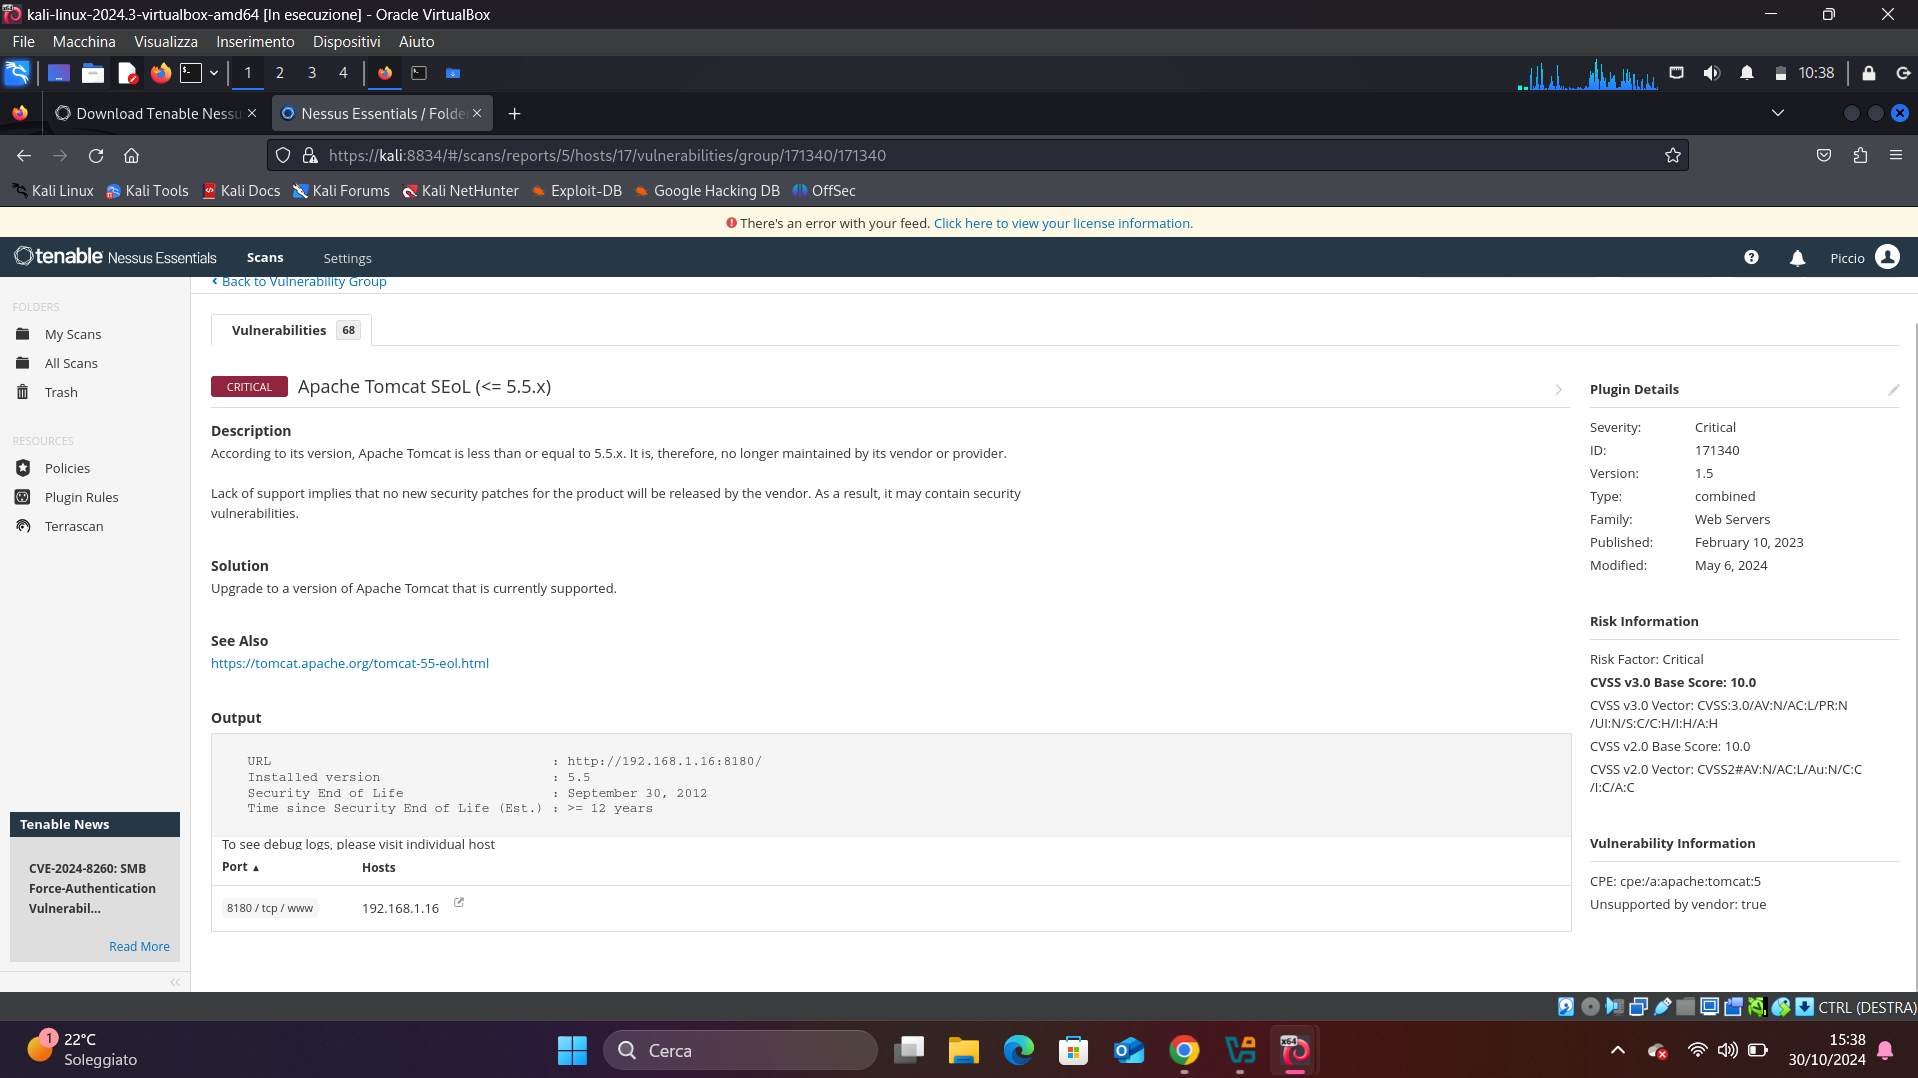 kali-linux-2024.3-virtualbox-amd64 [In esecuzione] - Oracle VirtualBox
File Macchina Visualizza Inserimento Dispositivi Aiuto
1 2 3 4 10:38
Download Tenable Nessu Nessus Essentials / Folde
https://kali:8834/#/scans/reports/5/hosts/17/vulnerabilities/group/171340/171340
Kali Linux Kali Tools Kali Docs Kali Forums Kali NetHunter Exploit-DB Google Hacking DB OffSec
There's an error with your feed. Click here to view your license information.
tenable Nessus Essentials Scans Settings Piccio
FOLDERS
My Scans
All Scans
Trash
RESOURCES
Policies
Plugin Rules
Terrascan
Tenable News
CVE-2024-8260: SMB
Force-Authentication
Vulnerabil...
Read More
Back to Vulnerability Group
Vulnerabilities 68
CRITICAL Apache Tomcat SEoL (<= 5.5.x)
Description
According to its version, Apache Tomcat is less than or equal to 5.5.x. It is, therefore, no longer maintained by its vendor or provider.
Lack of support implies that no new security patches for the product will be released by the vendor. As a result, it may contain security
vulnerabilities.
Solution
Upgrade to a version of Apache Tomcat that is currently supported.
See Also
https://tomcat.apache.org/tomcat-55-eol.html
Output
URL : http://192.168.1.16:8180/
Installed version : 5.5
Security End of Life : September 30, 2012
Time since Security End of Life (Est.) : >= 12 years
To see debug logs, please visit individual host
Port ▲ Hosts
8180 / tcp / www 192.168.1.16
Plugin Details
Severity: Critical
ID: 171340
Version: 1.5
Type: combined
Family: Web Servers
Published: February 10, 2023
Modified: May 6, 2024
Risk Information
Risk Factor: Critical
CVSS v3.0 Base Score: 10.0
CVSS v3.0 Vector: CVSS:3.0/AV:N/AC:L/PR:N
/UI:N/S:C/C:H/I:H/A:H
CVSS v2.0 Base Score: 10.0
CVSS v2.0 Vector: CVSS2#AV:N/AC:L/Au:N/C:C
/I:C/A:C
Vulnerability Information
CPE: cpe:/a:apache:tomcat:5
Unsupported by vendor: true
CTRL (DESTRA)
1 22°C
Soleggiato
Cerca
x64
15:38
30/10/2024